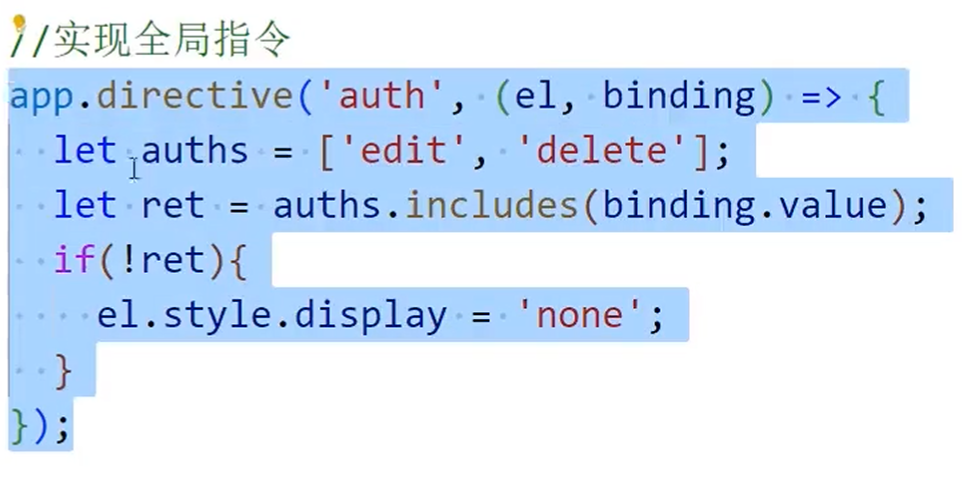 //实现全局指令
app.directive('auth', (el, binding) => {
  let auths = ['edit', 'delete'];
  let ret = auths.includes(binding.value);
  if(!ret){
    el.style.display = 'none';
  }
});